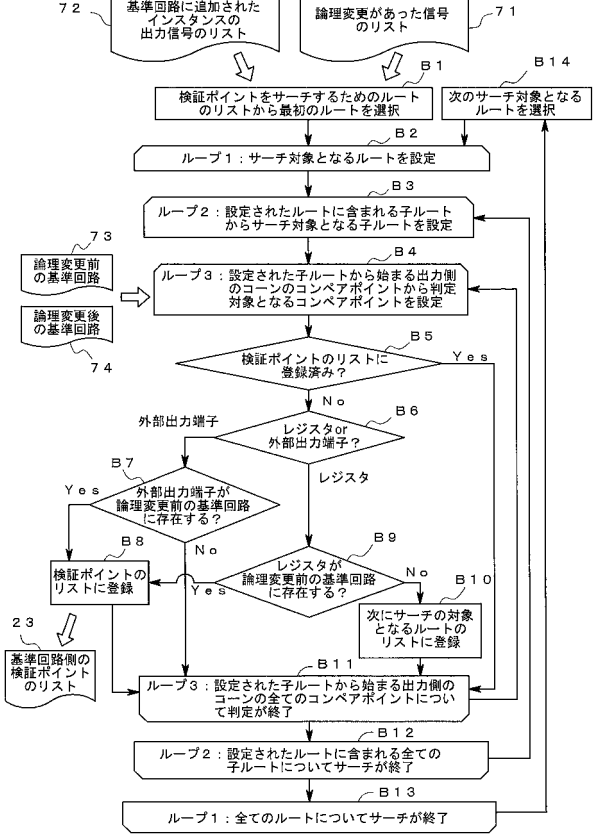 72
基準回路に追加された
インスタンスの
出力信号のリスト
論理変更があった信号
のリスト
71
B1
検証ポイントをサーチするためのルート
のリストから最初のルートを選択
B14
次のサーチ対象となる
ルートを選択
B2
ループ1：サーチ対象となるルートを設定
B3
ループ2：設定されたルートに含まれる子ルート
からサーチ対象となる子ルートを設定
B4
ループ3：設定された子ルートから始まる出力側
のコーンのコンペアポイントから判定
対象となるコンペアポイントを設定
73
論理変更前
の基準回路
論理変更後
の基準回路
74
B5
検証ポイントのリストに
登録済み？
Yes
No
B6
レジスタor
外部出力端子？
外部出力端子
レジスタ
B7
外部出力端子が
論理変更前の基準回路
に存在する？
Yes
No
B8
検証ポイントの
リストに登録
B9
レジスタが
論理変更前の基準回路
に存在する？
Yes
No
B10
次にサーチの対象
となるルートの
リストに登録
23
基準回路側の
検証ポイント
のリスト
B11
ループ3：設定された子ルートから始まる出力側の
コーンの全てのコンペアポイントについ
て判定が終了
B12
ループ2：設定されたルートに含まれる全ての
子ルートについてサーチが終了
B13
ループ1：全てのルートについてサーチが終了